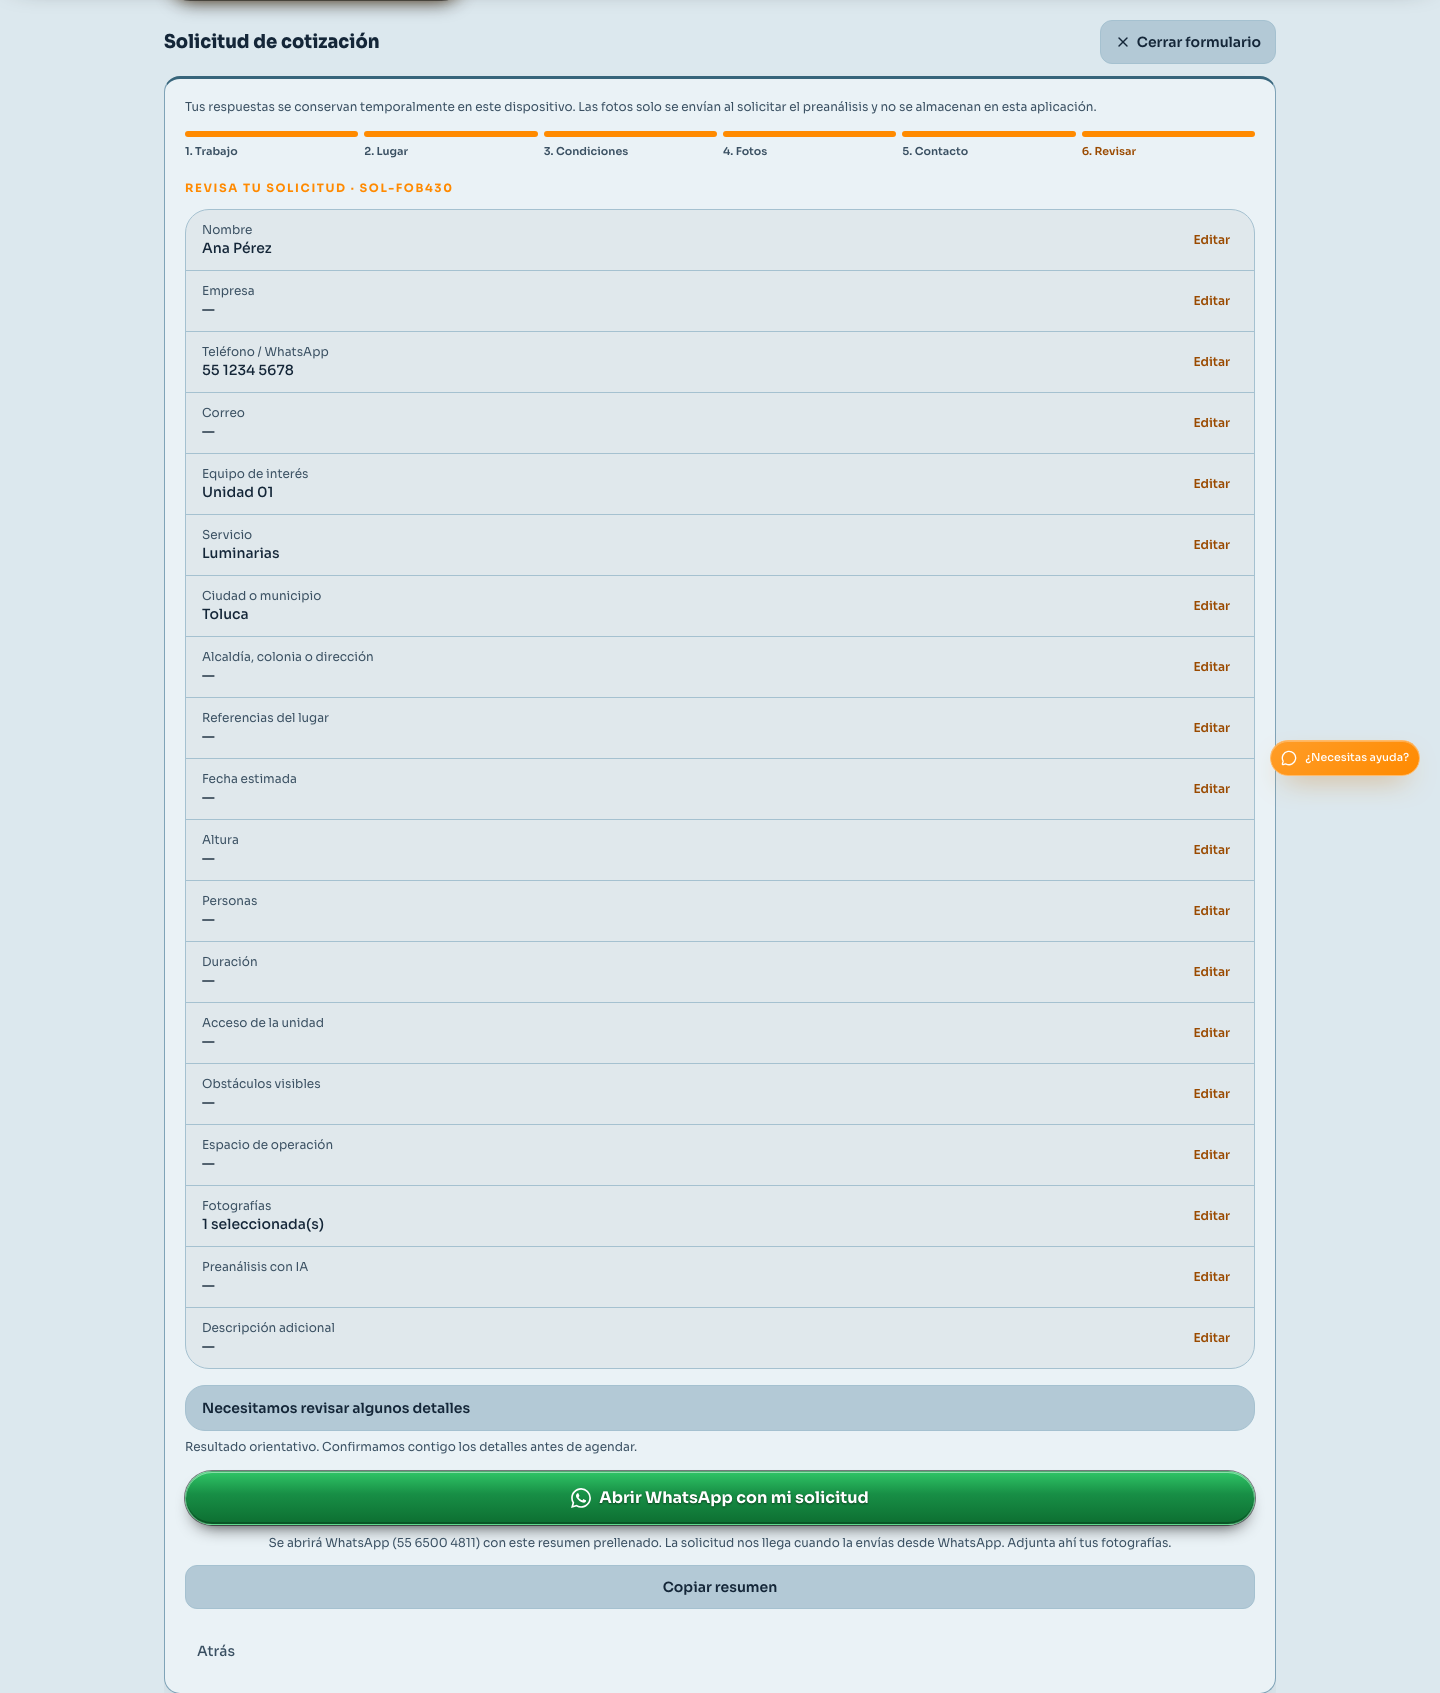 Solicitud de cotización
Cerrar formulario
Tus respuestas se conservan temporalmente en este dispositivo. Las fotos solo se envían al solicitar el preanálisis y no se almacenan en esta aplicación.
1. Trabajo
2. Lugar
3. Condiciones
4. Fotos
5. Contacto
6. Revisar
REVISA TU SOLICITUD · SOL-FOB430
Nombre
Ana Pérez
Editar
Empresa
—
Editar
Teléfono / WhatsApp
55 1234 5678
Editar
Correo
—
Editar
Equipo de interés
Unidad 01
Editar
Servicio
Luminarias
Editar
Ciudad o municipio
Toluca
Editar
Alcaldía, colonia o dirección
—
Editar
Referencias del lugar
—
Editar
Fecha estimada
—
Editar
Altura
—
Editar
Personas
—
Editar
Duración
—
Editar
Acceso de la unidad
—
Editar
Obstáculos visibles
—
Editar
Espacio de operación
—
Editar
Fotografías
1 seleccionada(s)
Editar
Preanálisis con IA
—
Editar
Descripción adicional
—
Editar
¿Necesitas ayuda?
Necesitamos revisar algunos detalles
Resultado orientativo. Confirmamos contigo los detalles antes de agendar.
Abrir WhatsApp con mi solicitud
Se abrirá WhatsApp (55 6500 4811) con este resumen prellenado. La solicitud nos llega cuando la envías desde WhatsApp. Adjunta ahí tus fotografías.
Copiar resumen
Atrás